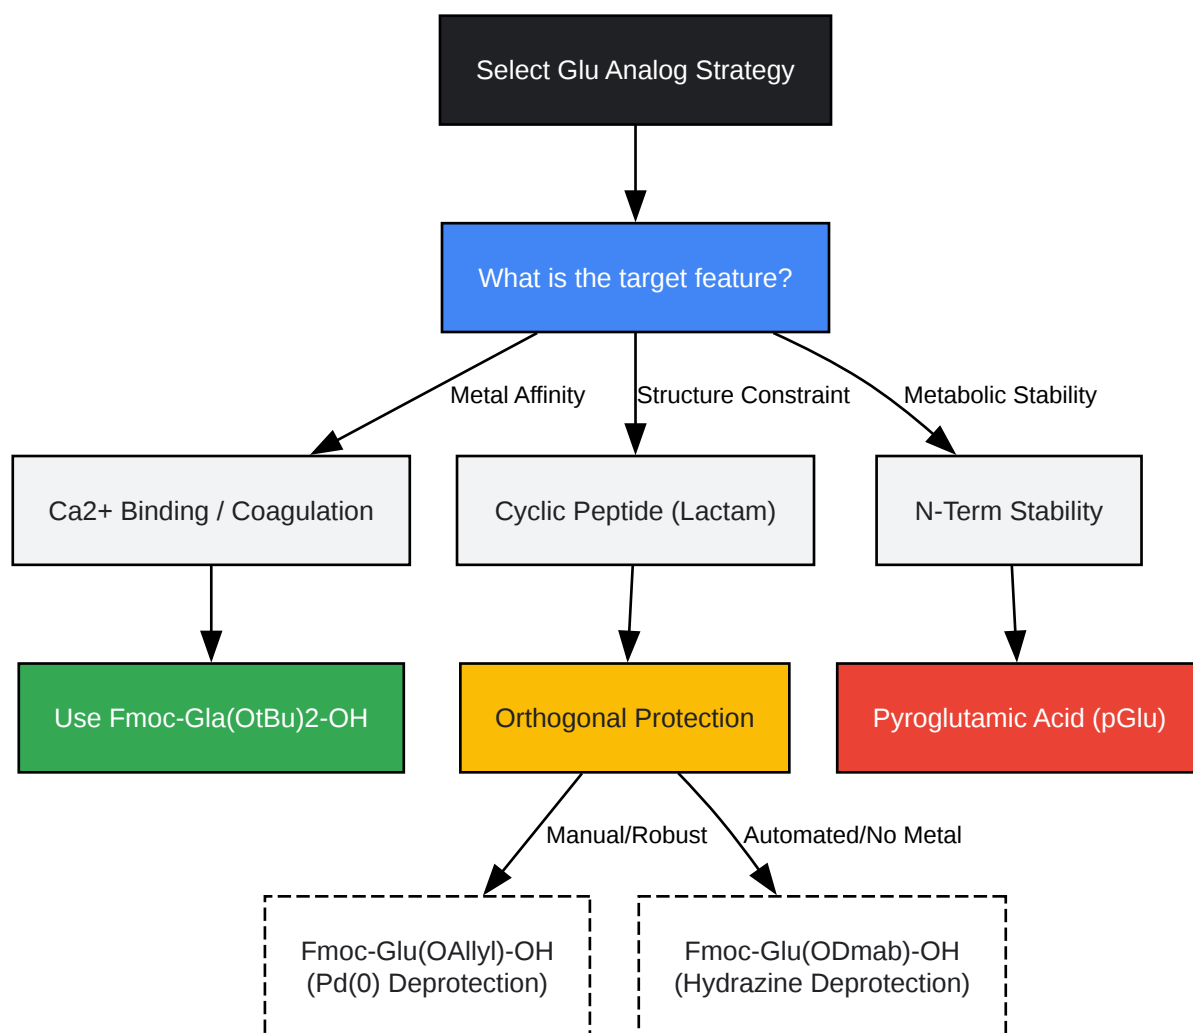 Select Glu Analog Strategy
What is the target feature?
Metal Affinity
Structure Constraint
Metabolic Stability
Ca2+ Binding / Coagulation
Cyclic Peptide (Lactam)
N-Term Stability
Use Fmoc-Gla(OtBu)2-OH
Orthogonal Protection
Pyroglutamic Acid (pGlu)
Manual/Robust
Automated/No Metal
Fmoc-Glu(OAllyl)-OH
(Pd(0) Deprotection)
Fmoc-Glu(ODmab)-OH
(Hydrazine Deprotection)